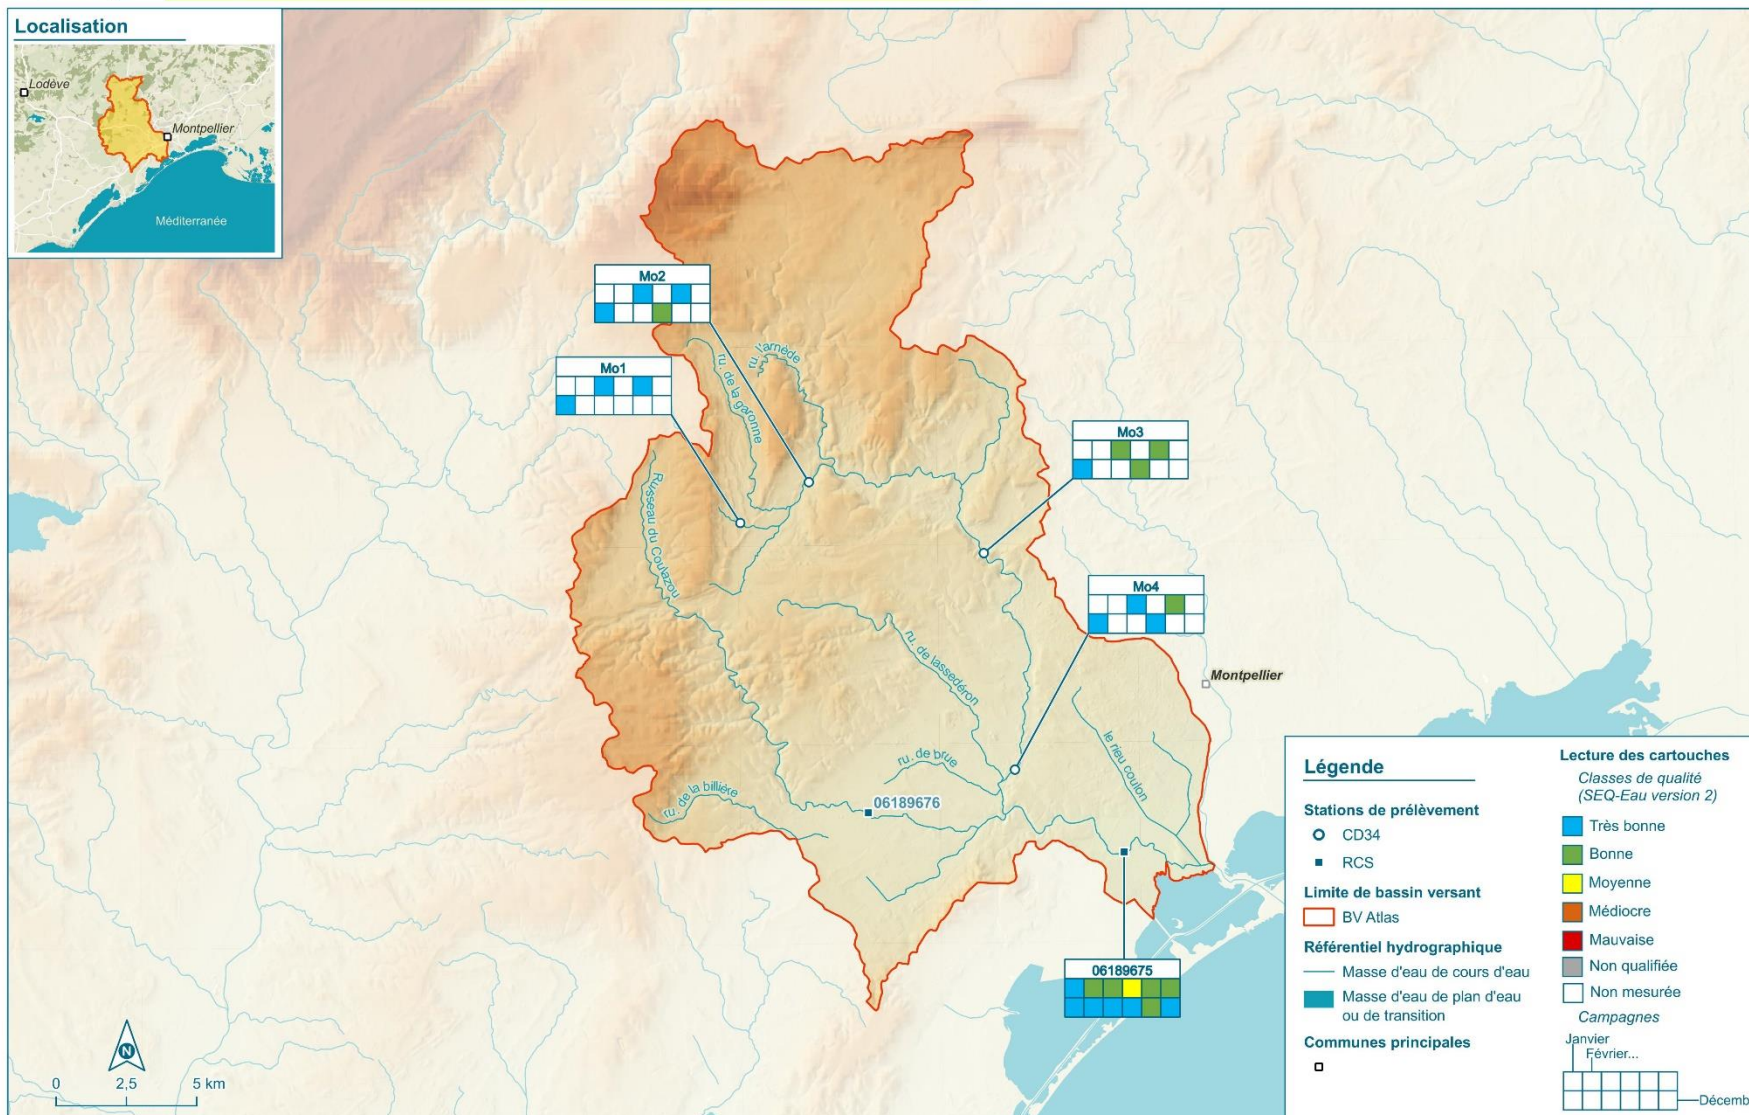 Localisation
Lodève
Montpellier
Méditerranée
Mo2
Mo1
ru. de la garonne
ru. l'arnède
Mo3
Ruisseau du Coulazou
Mo4
ru. de lassedéron
Montpellier
le rieu coulon
ru. de brue
ru. de la billière
06189676
06189675
N
0
2,5
5 km
Légende
Stations de prélèvement
CD34
RCS
Limite de bassin versant
BV Atlas
Référentiel hydrographique
Masse d'eau de cours d'eau
Masse d'eau de plan d'eau
ou de transition
Communes principales
Lecture des cartouches
Classes de qualité
(SEQ-Eau version 2)
Très bonne
Bonne
Moyenne
Médiocre
Mauvaise
Non qualifiée
Non mesurée
Campagnes
Janvier
Février...
Décemb